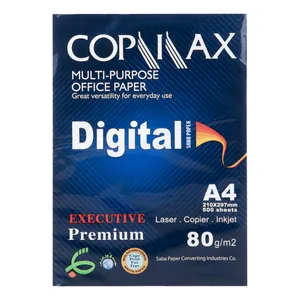 COPIMAX
MULTI-PURPOSE
OFFICE PAPER
Great versatility for everyday use
Digital
SABA PAPER
A4
210X297mm
500 sheets
Laser . Copier . Inkjet
EXECUTIVE
Premium
80g/m2
Saba Paper Converting Industries Co.